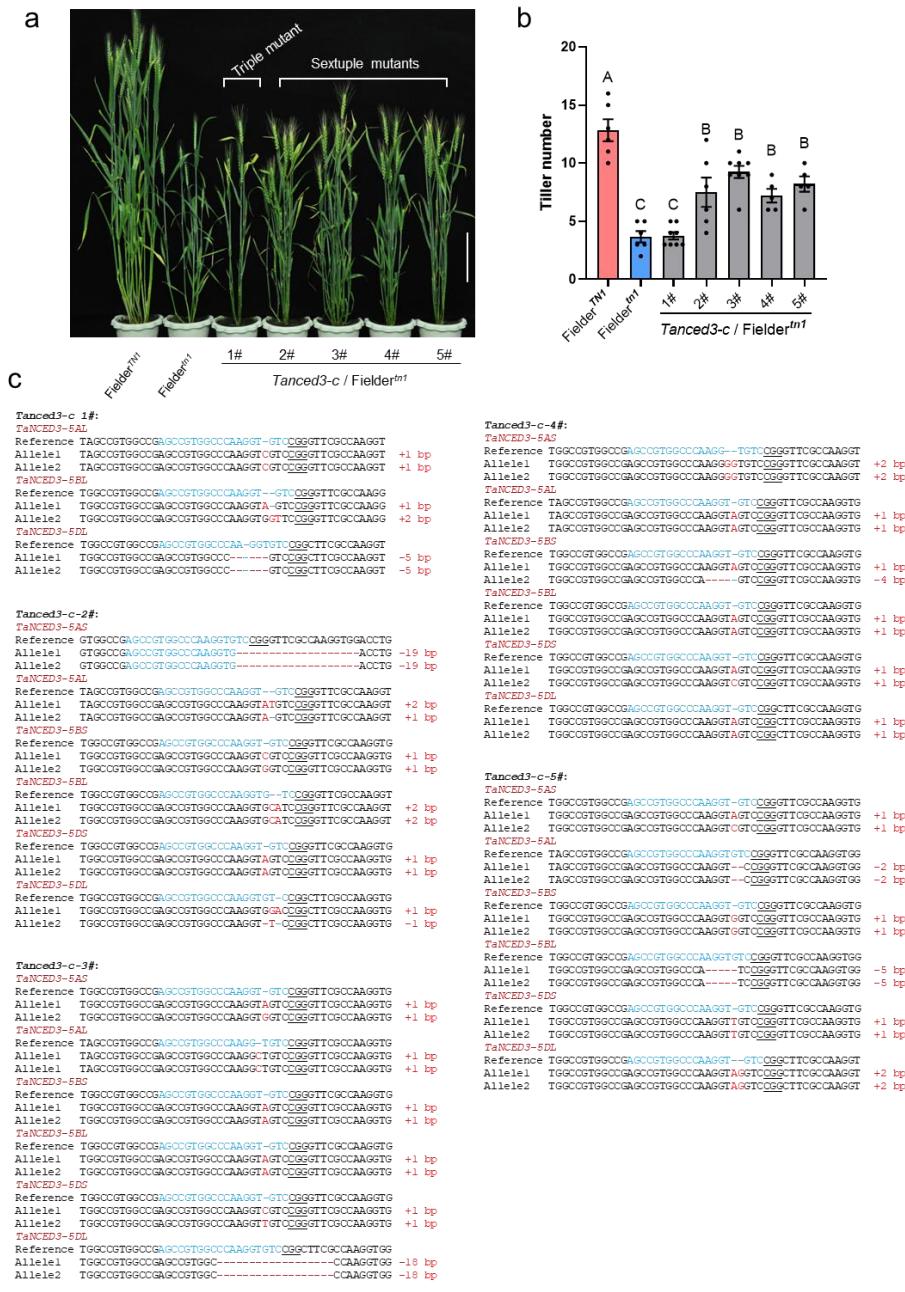 a
Triple mutant
Sextuple mutants
Fielder^TN1
Fielder^tn1
1#
2#
3#
4#
5#
Tanced3-c / Fielder^tn1
b
Tiller number
20
15
10
5
0
A
C
C
B
B
B
B
Fielder^TN1
Fielder^tn1
1#
2#
3#
4#
5#
Tanced3-c / Fielder^tn1
c
Tanced3-c 1#:
TaNCED3-5AL
Reference TAGCCGTGGCCGAGCCGTGGCCCAAGGT-GTCCGGGTTCGCCAAGGT
Allele1 TAGCCGTGGCCGAGCCGTGGCCCAAGGTCGTCCGGGTTCGCCAAGGT +1 bp
Allele2 TAGCCGTGGCCGAGCCGTGGCCCAAGGTCGTCCGGGTTCGCCAAGGT +1 bp
TaNCED3-5BL
Reference TGGCCGTGGCCGAGCCGTGGCCCAAGGT--GTCCGGGTTCGCCAAGG
Allele1 TGGCCGTGGCCGAGCCGTGGCCCAAGGTA-GTCCGGGTTCGCCAAGG +1 bp
Allele2 TGGCCGTGGCCGAGCCGTGGCCCAAGGTGGTTCCGGGTTCGCCAAGG +2 bp
TaNCED3-5DL
Reference TGGCCGTGGCCGAGCCGTGGCCCAA-GGTGTCCGGCTTCGCCAAGGT
Allele1 TGGCCGTGGCCGAGCCGTGGCCC------GTCCGGCTTCGCCAAGGT -5 bp
Allele2 TGGCCGTGGCCGAGCCGTGGCCC------GTCCGGCTTCGCCAAGGT -5 bp
Tanced3-c-2#:
TaNCED3-5AS
Reference GTGGCCGAGCCGTGGCCCAAGGTGTCCGGGTTCGCCAAGGTGGACCTG
Allele1 GTGGCCGAGCCGTGGCCCAAGGTG-------------------ACCTG -19 bp
Allele2 GTGGCCGAGCCGTGGCCCAAGGTG-------------------ACCTG -19 bp
TaNCED3-5AL
Reference TAGCCGTGGCCGAGCCGTGGCCCAAGGT--GTCCGGGTTCGCCAAGGT
Allele1 TAGCCGTGGCCGAGCCGTGGCCCAAGGTATGTCCGGGTTCGCCAAGGT +2 bp
Allele2 TAGCCGTGGCCGAGCCGTGGCCCAAGGTA-GTCCGGGTTCGCCAAGGT +1 bp
TaNCED3-5BS
Reference TGGCCGTGGCCGAGCCGTGGCCCAAGGT-GTCCGGGTTCGCCAAGGTG
Allele1 TGGCCGTGGCCGAGCCGTGGCCCAAGGTCGTCCGGGTTCGCCAAGGTG +1 bp
Allele2 TGGCCGTGGCCGAGCCGTGGCCCAAGGTGGTCCGGGTTCGCCAAGGTG +1 bp
TaNCED3-5BL
Reference TGGCCGTGGCCGAGCCGTGGCCCAAGGTG--TCCGGGTTCGCCAAGGT
Allele1 TGGCCGTGGCCGAGCCGTGGCCCAAGGTGCATCCGGGTTCGCCAAGGT +2 bp
Allele2 TGGCCGTGGCCGAGCCGTGGCCCAAGGTGCATCCGGGTTCGCCAAGGT +2 bp
TaNCED3-5DS
Reference TGGCCGTGGCCGAGCCGTGGCCCAAGGT-GTCCGGGTTCGCCAAGGTG
Allele1 TGGCCGTGGCCGAGCCGTGGCCCAAGGTAGTCCGGGTTCGCCAAGGTG +1 bp
Allele2 TGGCCGTGGCCGAGCCGTGGCCCAAGGTAGTCCGGGTTCGCCAAGGTG +1 bp
TaNCED3-5DL
Reference TGGCCGTGGCCGAGCCGTGGCCCAAGGTGT-CCGGCTTCGCCAAGGTG
Allele1 TGGCCGTGGCCGAGCCGTGGCCCAAGGTGGACCGGCTTCGCCAAGGTG +1 bp
Allele2 TGGCCGTGGCCGAGCCGTGGCCCAAGGT-T-CCGGCTTCGCCAAGGTG -1 bp
Tanced3-c-3#:
TaNCED3-5AS
Reference TGGCCGTGGCCGAGCCGTGGCCCAAGGT-GTCCGGGTTCGCCAAGGTG
Allele1 TGGCCGTGGCCGAGCCGTGGCCCAAGGTAGTCCGGGTTCGCCAAGGTG +1 bp
Allele2 TGGCCGTGGCCGAGCCGTGGCCCAAGGTGGTCCGGGTTCGCCAAGGTG +1 bp
TaNCED3-5AL
Reference TAGCCGTGGCCGAGCCGTGGCCCAAGG-TGTCCGGGTTCGCCAAGGTG
Allele1 TAGCCGTGGCCGAGCCGTGGCCCAAGGCTGTCCGGGTTCGCCAAGGTG +1 bp
Allele2 TAGCCGTGGCCGAGCCGTGGCCCAAGGCTGTCCGGGTTCGCCAAGGTG +1 bp
TaNCED3-5BS
Reference TGGCCGTGGCCGAGCCGTGGCCCAAGGT-GTCCGGGTTCGCCAAGGTG
Allele1 TGGCCGTGGCCGAGCCGTGGCCCAAGGTAGTCCGGGTTCGCCAAGGTG +1 bp
Allele2 TGGCCGTGGCCGAGCCGTGGCCCAAGGTAGTCCGGGTTCGCCAAGGTG +1 bp
TaNCED3-5BL
Reference TGGCCGTGGCCGAGCCGTGGCCCAAGGT-GTCCGGGTTCGCCAAGGTG
Allele1 TGGCCGTGGCCGAGCCGTGGCCCAAGGTAGTCCGGGTTCGCCAAGGTG +1 bp
Allele2 TGGCCGTGGCCGAGCCGTGGCCCAAGGTAGTCCGGGTTCGCCAAGGTG +1 bp
TaNCED3-5DS
Reference TGGCCGTGGCCGAGCCGTGGCCCAAGGT-GTCCGGGTTCGCCAAGGTG
Allele1 TGGCCGTGGCCGAGCCGTGGCCCAAGGTCGTCCGGGTTCGCCAAGGTG +1 bp
Allele2 TGGCCGTGGCCGAGCCGTGGCCCAAGGTTGTCCGGGTTCGCCAAGGTG +1 bp
TaNCED3-5DL
Reference TGGCCGTGGCCGAGCCGTGGCCCAAGGTGTCCGGCTTCGCCAAGGTGG
Allele1 TGGCCGTGGCCGAGCCGTGGC------------------CCAAGGTGG -18 bp
Allele2 TGGCCGTGGCCGAGCCGTGGC------------------CCAAGGTGG -18 bp
Tanced3-c-4#:
TaNCED3-5AS
Reference TGGCCGTGGCCGAGCCGTGGCCCAAGG--TGTCCGGGTTCGCCAAGGT
Allele1 TGGCCGTGGCCGAGCCGTGGCCCAAGGGGTGTCCGGGTTCGCCAAGGT +2 bp
Allele2 TGGCCGTGGCCGAGCCGTGGCCCAAGGGGTGTCCGGGTTCGCCAAGGT +2 bp
TaNCED3-5AL
Reference TAGCCGTGGCCGAGCCGTGGCCCAAGGT-GTCCGGGTTCGCCAAGGTG
Allele1 TAGCCGTGGCCGAGCCGTGGCCCAAGGTAGTCCGGGTTCGCCAAGGTG +1 bp
Allele2 TAGCCGTGGCCGAGCCGTGGCCCAAGGTAGTCCGGGTTCGCCAAGGTG +1 bp
TaNCED3-5BS
Reference TGGCCGTGGCCGAGCCGTGGCCCAAGGT-GTCCGGGTTCGCCAAGGTG
Allele1 TGGCCGTGGCCGAGCCGTGGCCCAAGGTAGTCCGGGTTCGCCAAGGTG +1 bp
Allele2 TGGCCGTGGCCGAGCCGTGGCCCA-----GTCCGGGTTCGCCAAGGTG -4 bp
TaNCED3-5BL
Reference TGGCCGTGGCCGAGCCGTGGCCCAAGGT-GTCCGGGTTCGCCAAGGTG
Allele1 TGGCCGTGGCCGAGCCGTGGCCCAAGGTAGTCCGGGTTCGCCAAGGTG +1 bp
Allele2 TGGCCGTGGCCGAGCCGTGGCCCAAGGTAGTCCGGGTTCGCCAAGGTG +1 bp
TaNCED3-5DS
Reference TGGCCGTGGCCGAGCCGTGGCCCAAGGT-GTCCGGGTTCGCCAAGGTG
Allele1 TGGCCGTGGCCGAGCCGTGGCCCAAGGTAGTCCGGGTTCGCCAAGGTG +1 bp
Allele2 TGGCCGTGGCCGAGCCGTGGCCCAAGGTCGTCCGGGTTCGCCAAGGTG +1 bp
TaNCED3-5DL
Reference TGGCCGTGGCCGAGCCGTGGCCCAAGGT-GTCCGGCTTCGCCAAGGTG
Allele1 TGGCCGTGGCCGAGCCGTGGCCCAAGGTAGTCCGGCTTCGCCAAGGTG +1 bp
Allele2 TGGCCGTGGCCGAGCCGTGGCCCAAGGTAGTCCGGCTTCGCCAAGGTG +1 bp
Tanced3-c-5#:
TaNCED3-5AS
Reference TGGCCGTGGCCGAGCCGTGGCCCAAGGT-GTCCGGGTTCGCCAAGGTG
Allele1 TGGCCGTGGCCGAGCCGTGGCCCAAGGTAGTCCGGGTTCGCCAAGGTG +1 bp
Allele2 TGGCCGTGGCCGAGCCGTGGCCCAAGGTCGTCCGGGTTCGCCAAGGTG +1 bp
TaNCED3-5AL
Reference TAGCCGTGGCCGAGCCGTGGCCCAAGGTGTCCGGGTTCGCCAAGGTGG
Allele1 TAGCCGTGGCCGAGCCGTGGCCCAAGGT--CCGGGTTCGCCAAGGTGG -2 bp
Allele2 TAGCCGTGGCCGAGCCGTGGCCCAAGGT--CCGGGTTCGCCAAGGTGG -2 bp
TaNCED3-5BS
Reference TGGCCGTGGCCGAGCCGTGGCCCAAGGT-GTCCGGGTTCGCCAAGGTG
Allele1 TGGCCGTGGCCGAGCCGTGGCCCAAGGTGGTCCGGGTTCGCCAAGGTG +1 bp
Allele2 TGGCCGTGGCCGAGCCGTGGCCCAAGGTGGTCCGGGTTCGCCAAGGTG +1 bp
TaNCED3-5BL
Reference TGGCCGTGGCCGAGCCGTGGCCCAAGGTGTCCGGGTTCGCCAAGGTGG
Allele1 TGGCCGTGGCCGAGCCGTGGCCCA-----TCCGGGTTCGCCAAGGTGG -5 bp
Allele2 TGGCCGTGGCCGAGCCGTGGCCCA-----TCCGGGTTCGCCAAGGTGG -5 bp
TaNCED3-5DS
Reference TGGCCGTGGCCGAGCCGTGGCCCAAGGT-GTCCGGGTTCGCCAAGGTG
Allele1 TGGCCGTGGCCGAGCCGTGGCCCAAGGTTGTCCGGGTTCGCCAAGGTG +1 bp
Allele2 TGGCCGTGGCCGAGCCGTGGCCCAAGGTTGTCCGGGTTCGCCAAGGTG +1 bp
TaNCED3-5DL
Reference TGGCCGTGGCCGAGCCGTGGCCCAAGGT--GTCCGGCTTCGCCAAGGT
Allele1 TGGCCGTGGCCGAGCCGTGGCCCAAGGTAGGTCCGGCTTCGCCAAGGT +2 bp
Allele2 TGGCCGTGGCCGAGCCGTGGCCCAAGGTAGGTCCGGCTTCGCCAAGGT +2 bp